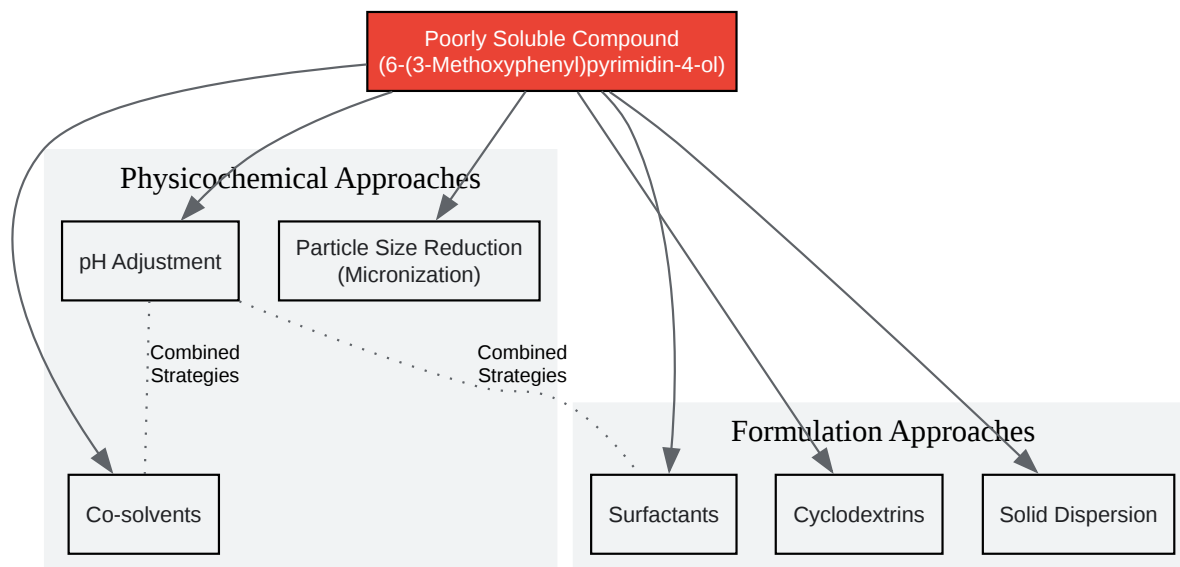 Poorly Soluble Compound
(6-(3-Methoxyphenyl)pyrimidin-4-ol)
Physicochemical Approaches
pH Adjustment
Particle Size Reduction
(Micronization)
Combined
Strategies
Combined
Strategies
Formulation Approaches
Co-solvents
Surfactants
Cyclodextrins
Solid Dispersion